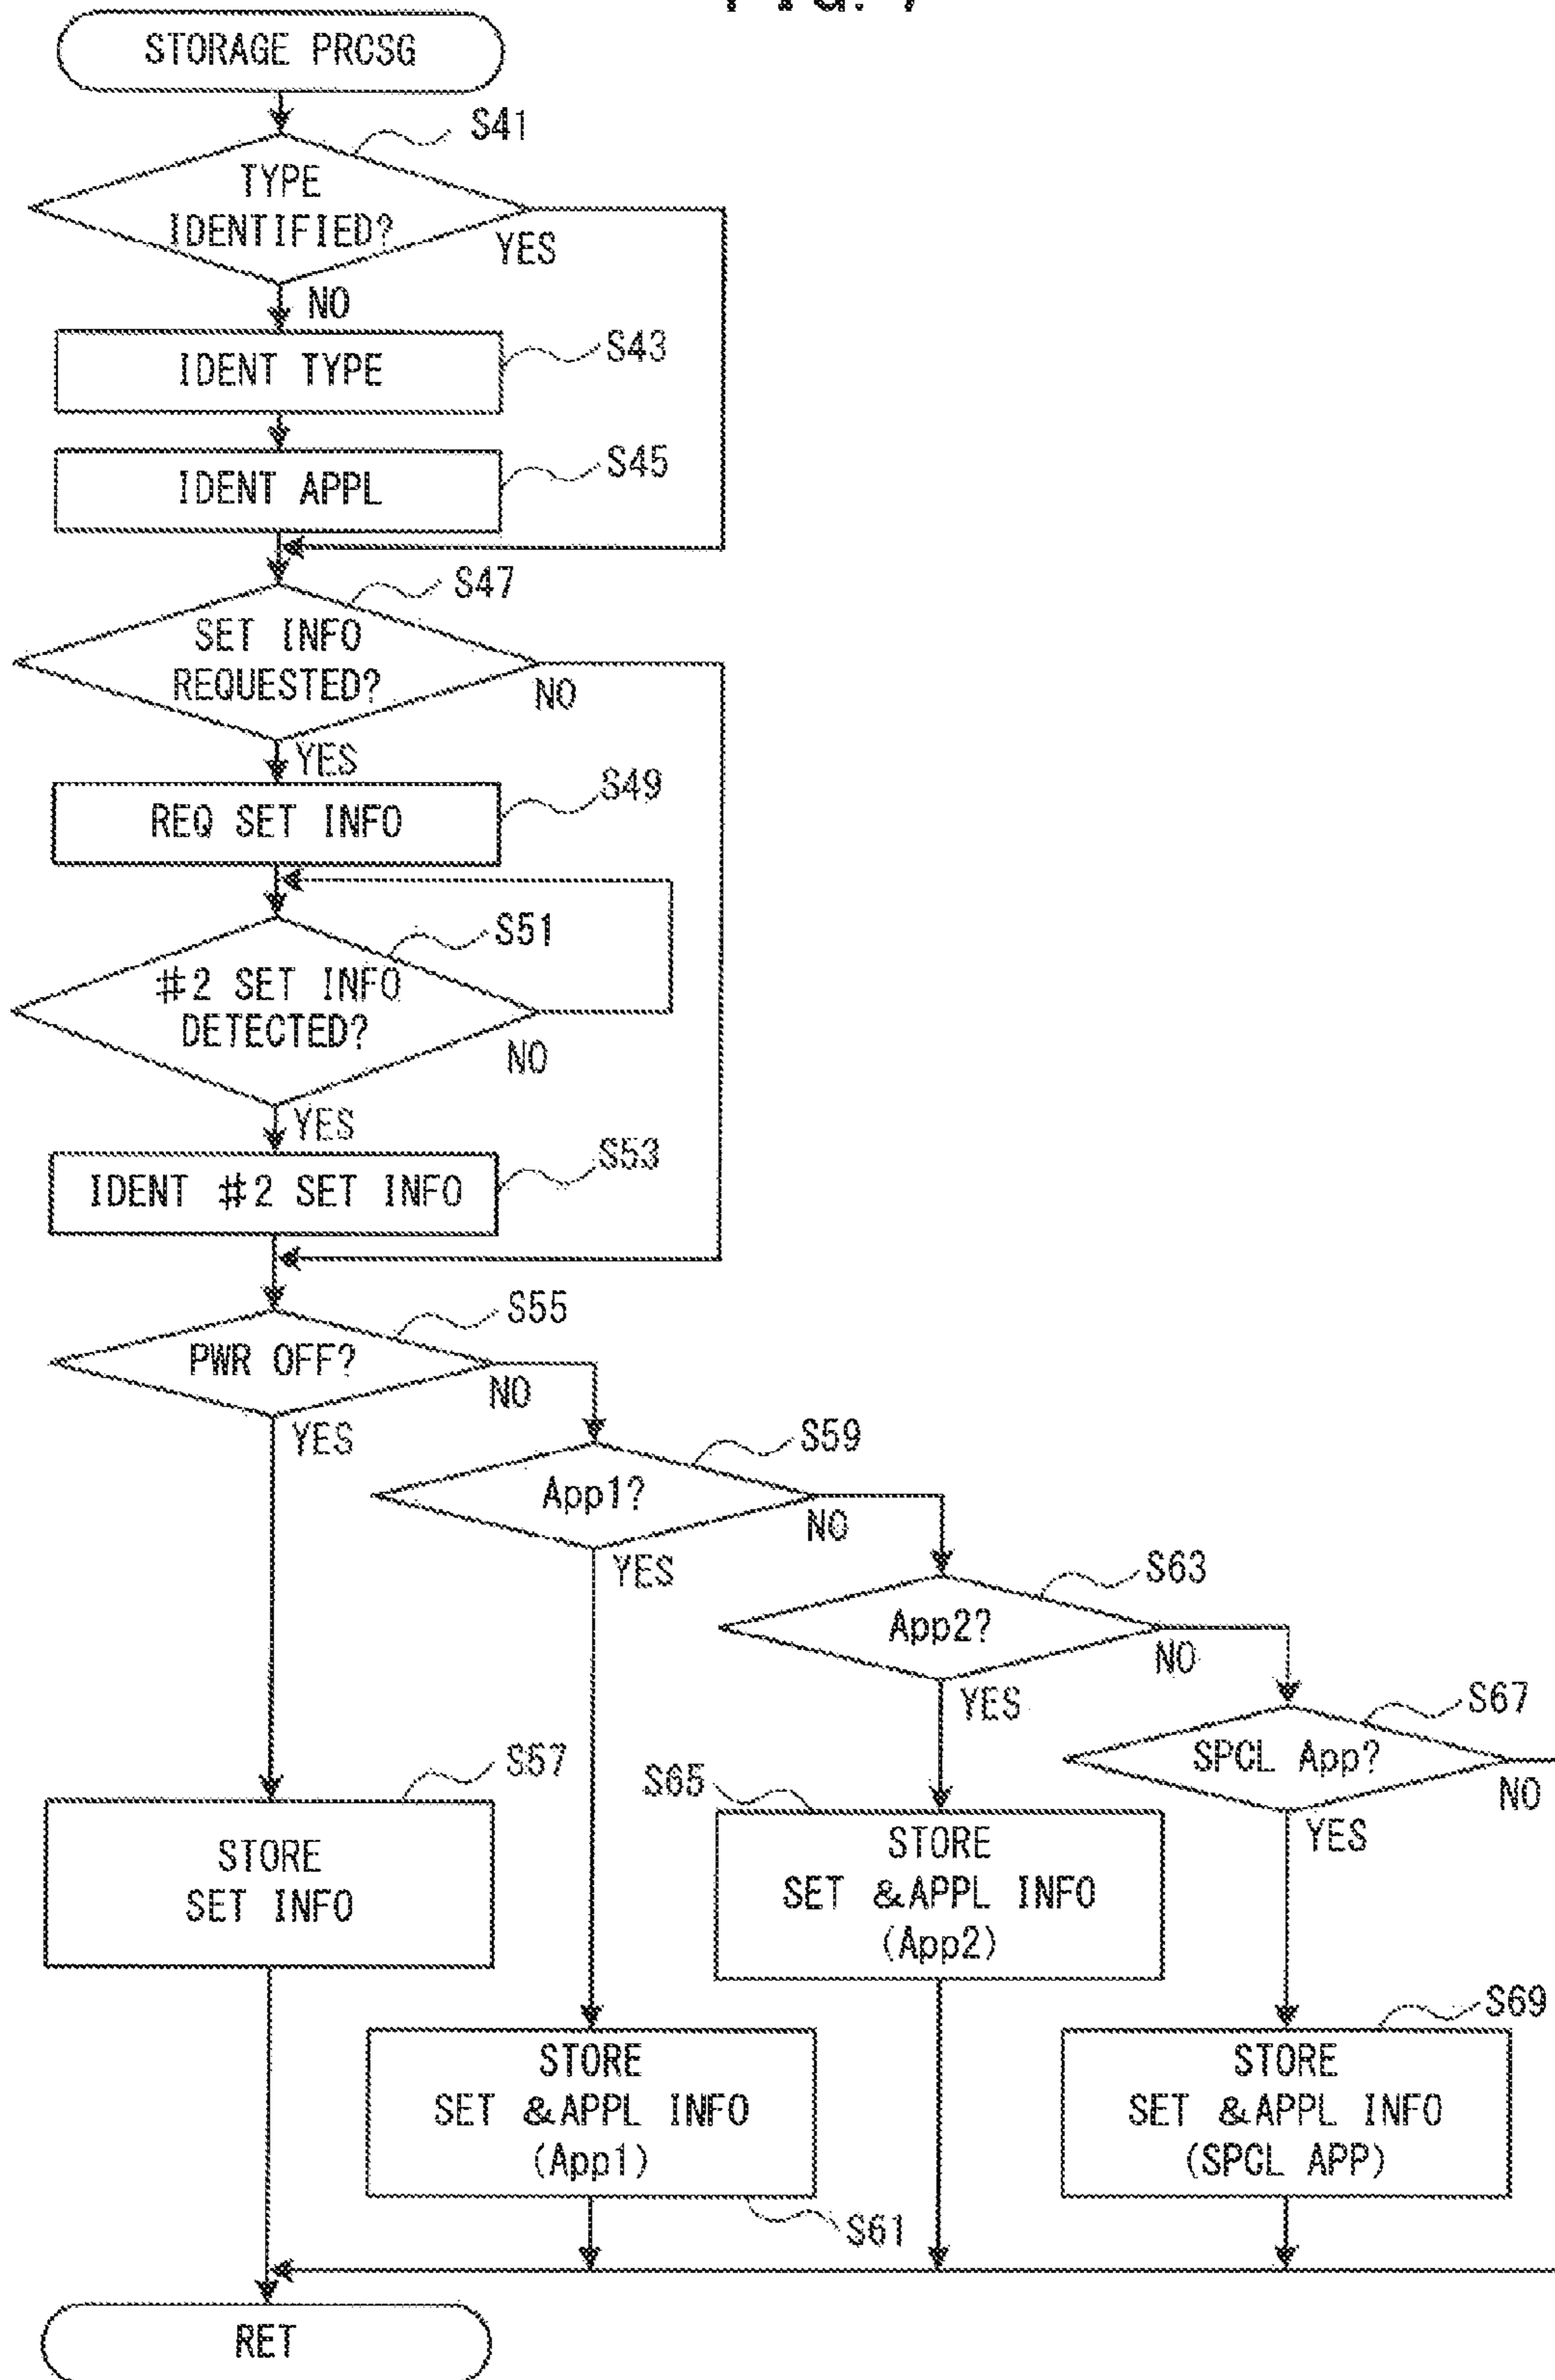 STORAGE PRCSG
S41
TYPE
IDENTIFIED?
YES
NO
IDENT TYPE
S43
IDENT APPL
S45
S47
SET INFO
REQUESTED?
NO
YES
REQ SET INFO
S49
S51
#2 SET INFO
DETECTED?
NO
YES
IDENT #2 SET INFO
S53
S55
PWR OFF?
NO
YES
S59
App1?
NO
YES
S63
App2?
NO
YES
S67
SPCL App?
NO
YES
S57
STORE
SET INFO
S65
STORE
SET &APPL INFO
(App2)
S69
STORE
SET &APPL INFO
(App1)
STORE
SET &APPL INFO
(SPCL APP)
S61
RET